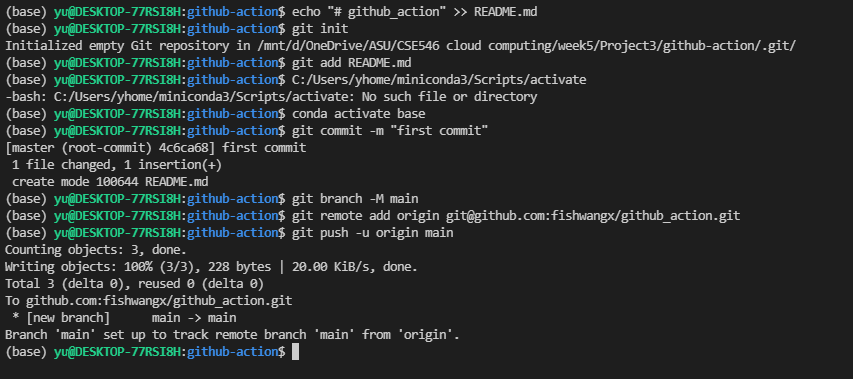 (base) yu@DESKTOP-77RSI8H:github-action$ echo "# github_action" >> README.md
(base) yu@DESKTOP-77RSI8H:github-action$ git init
Initialized empty Git repository in /mnt/d/OneDrive/ASU/CSE546 cloud computing/week5/Project3/github-action/.git/
(base) yu@DESKTOP-77RSI8H:github-action$ git add README.md
(base) yu@DESKTOP-77RSI8H:github-action$ C:/Users/yhome/miniconda3/Scripts/activate
-bash: C:/Users/yhome/miniconda3/Scripts/activate: No such file or directory
(base) yu@DESKTOP-77RSI8H:github-action$ conda activate base
(base) yu@DESKTOP-77RSI8H:github-action$ git commit -m "first commit"
[master (root-commit) 4c6ca68] first commit
 1 file changed, 1 insertion(+)
 create mode 100644 README.md
(base) yu@DESKTOP-77RSI8H:github-action$ git branch -M main
(base) yu@DESKTOP-77RSI8H:github-action$ git remote add origin git@github.com:fishwangx/github_action.git
(base) yu@DESKTOP-77RSI8H:github-action$ git push -u origin main
Counting objects: 3, done.
Writing objects: 100% (3/3), 228 bytes | 20.00 KiB/s, done.
Total 3 (delta 0), reused 0 (delta 0)
To github.com:fishwangx/github_action.git
 * [new branch]      main -> main
Branch 'main' set up to track remote branch 'main' from 'origin'.
(base) yu@DESKTOP-77RSI8H:github-action$